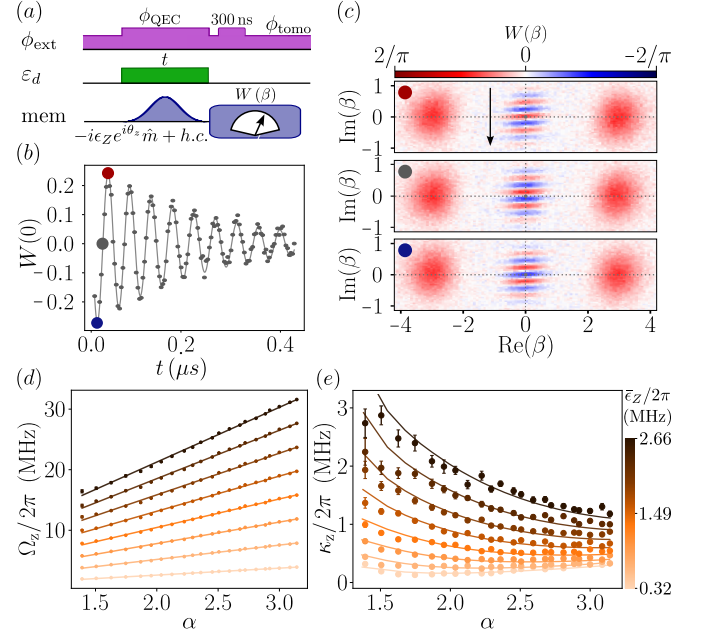 (a)
ϕ_QEC
300 ns
ϕ_ext
ϕ_tomo
ε_d
t
mem
W(β)
−iϵ_Z e^{iθ_z} m̂ + h.c.
(b)
W(0)
0.2
0.1
0.0
−0.1
−0.2
0.0
0.2
0.4
t (μs)
(c)
W(β)
2/π
0
−2/π
Im(β)
1
0
−1
Im(β)
1
0
−1
Im(β)
1
0
−1
−4
−2
0
2
4
Re(β)
(d)
Ω_z/2π (MHz)
30
20
10
1.5
2.0
2.5
3.0
α
(e)
κ_z/2π (MHz)
3
2
1
0
1.5
2.0
2.5
3.0
α
ε̅_Z/2π
(MHz)
2.66
1.49
0.32